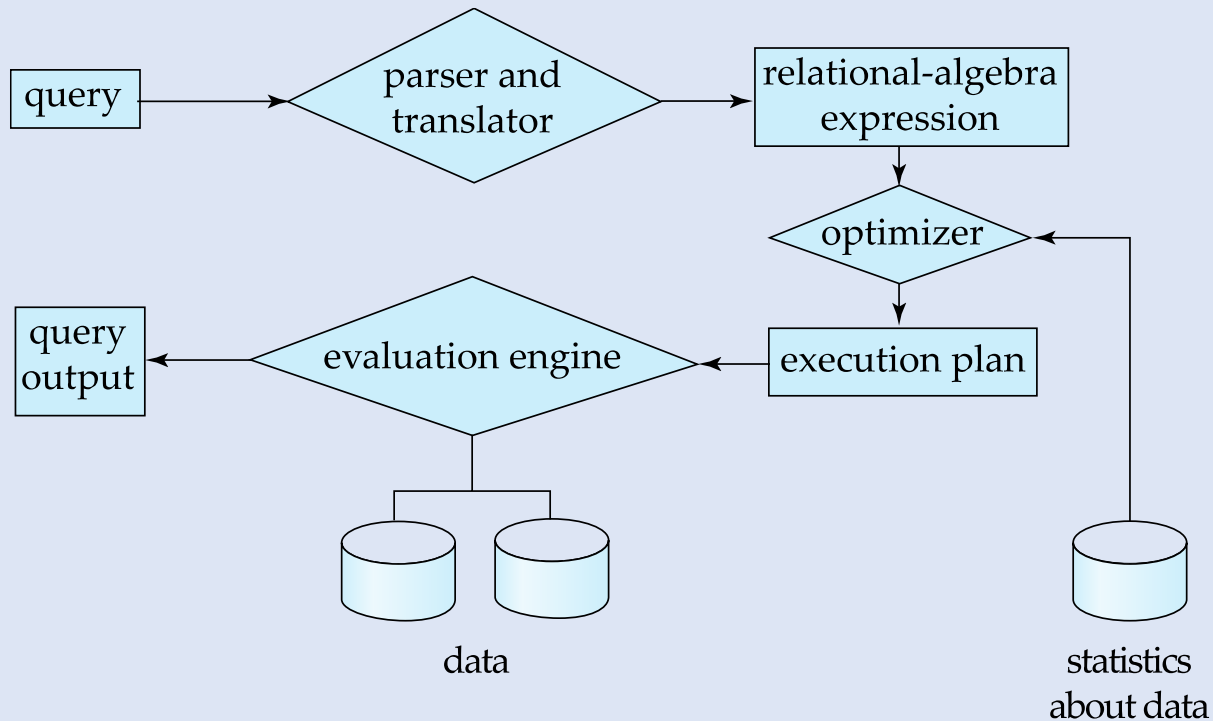 query
parser and
translator
relational-algebra
expression
optimizer
query
output
evaluation engine
execution plan
data
statistics
about data